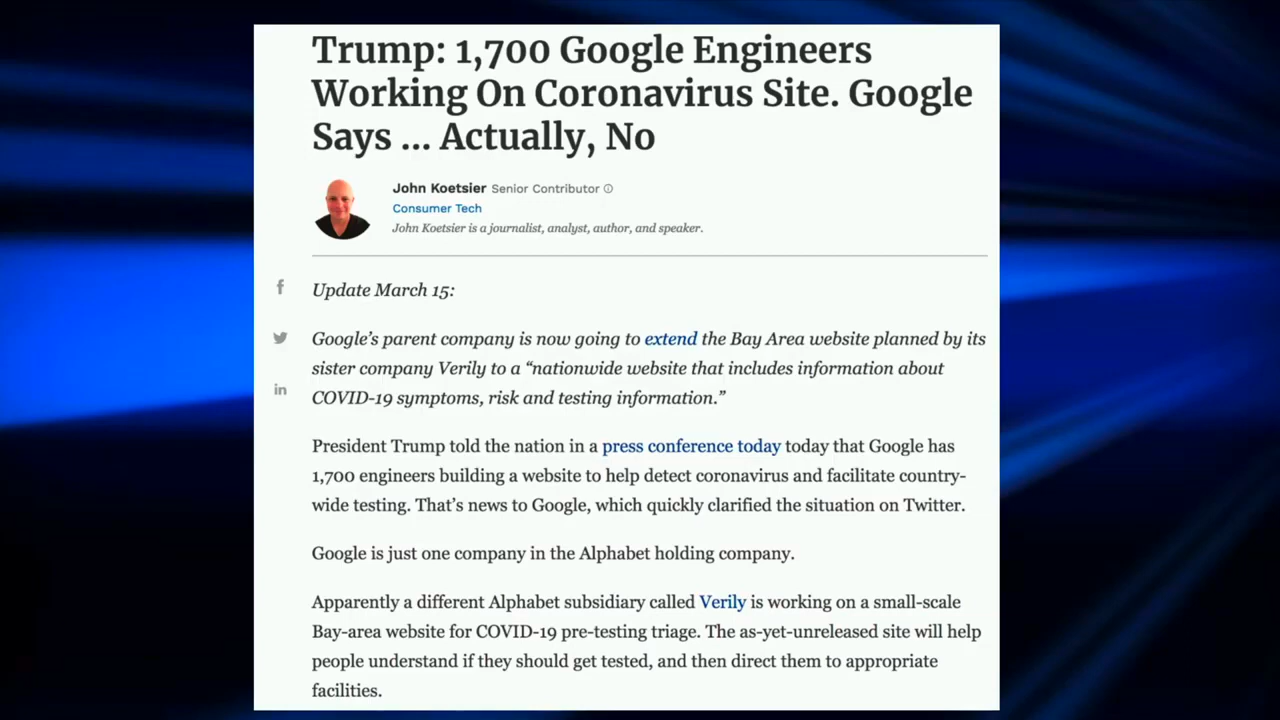 Trump: 1,700 Google Engineers
Working On Coronavirus Site. Google
Says ... Actually, No
John Koetsier Senior Contributor
Consumer Tech
John Koetsier is a journalist, analyst, author, and speaker.
Update March 15:
Google's parent company is now going to extend the Bay Area website planned by its
sister company Verily to a “nationwide website that includes information about
COVID-19 symptoms, risk and testing information.”
President Trump told the nation in a press conference today today that Google has
1,700 engineers building a website to help detect coronavirus and facilitate country-
wide testing. That's news to Google, which quickly clarified the situation on Twitter.
Google is just one company in the Alphabet holding company.
Apparently a different Alphabet subsidiary called Verily is working on a small-scale
Bay-area website for COVID-19 pre-testing triage. The as-yet-unreleased site will help
people understand if they should get tested, and then direct them to appropriate
facilities.